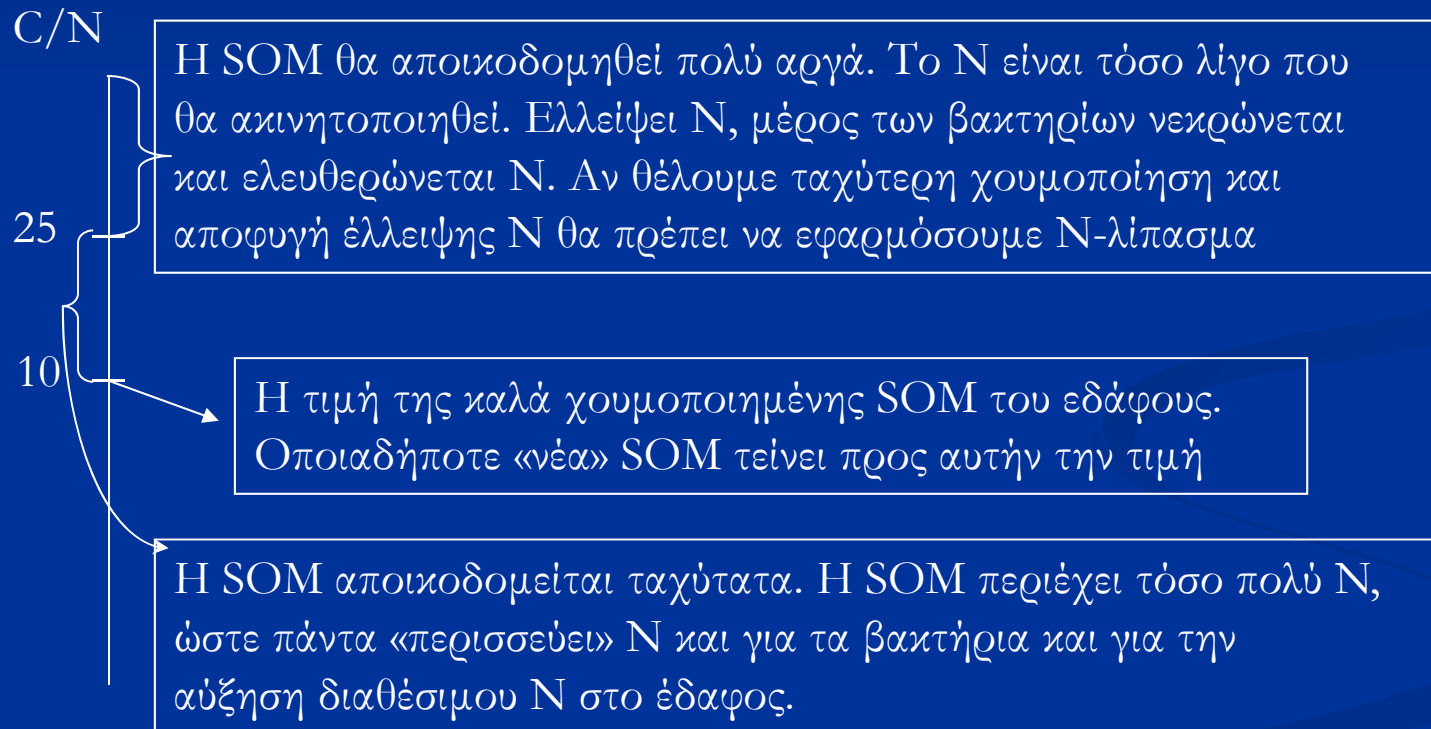 C/N
Η SOM θα αποικοδομηθεί πολύ αργά. Το Ν είναι τόσο λίγο που
θα ακινητοποιηθεί. Ελλείψει Ν, μέρος των βακτηρίων νεκρώνεται
και ελευθερώνεται Ν. Αν θέλουμε ταχύτερη χουμοποίηση και
αποφυγή έλλειψης Ν θα πρέπει να εφαρμόσουμε Ν-λίπασμα
25
10
Η τιμή της καλά χουμοποιημένης SOM του εδάφους.
Οποιαδήποτε «νέα» SOM τείνει προς αυτήν την τιμή
Η SOM αποικοδομείται ταχύτατα. Η SOM περιέχει τόσο πολύ Ν,
ώστε πάντα «περισσεύει» Ν και για τα βακτήρια και για την
αύξηση διαθέσιμου Ν στο έδαφος.